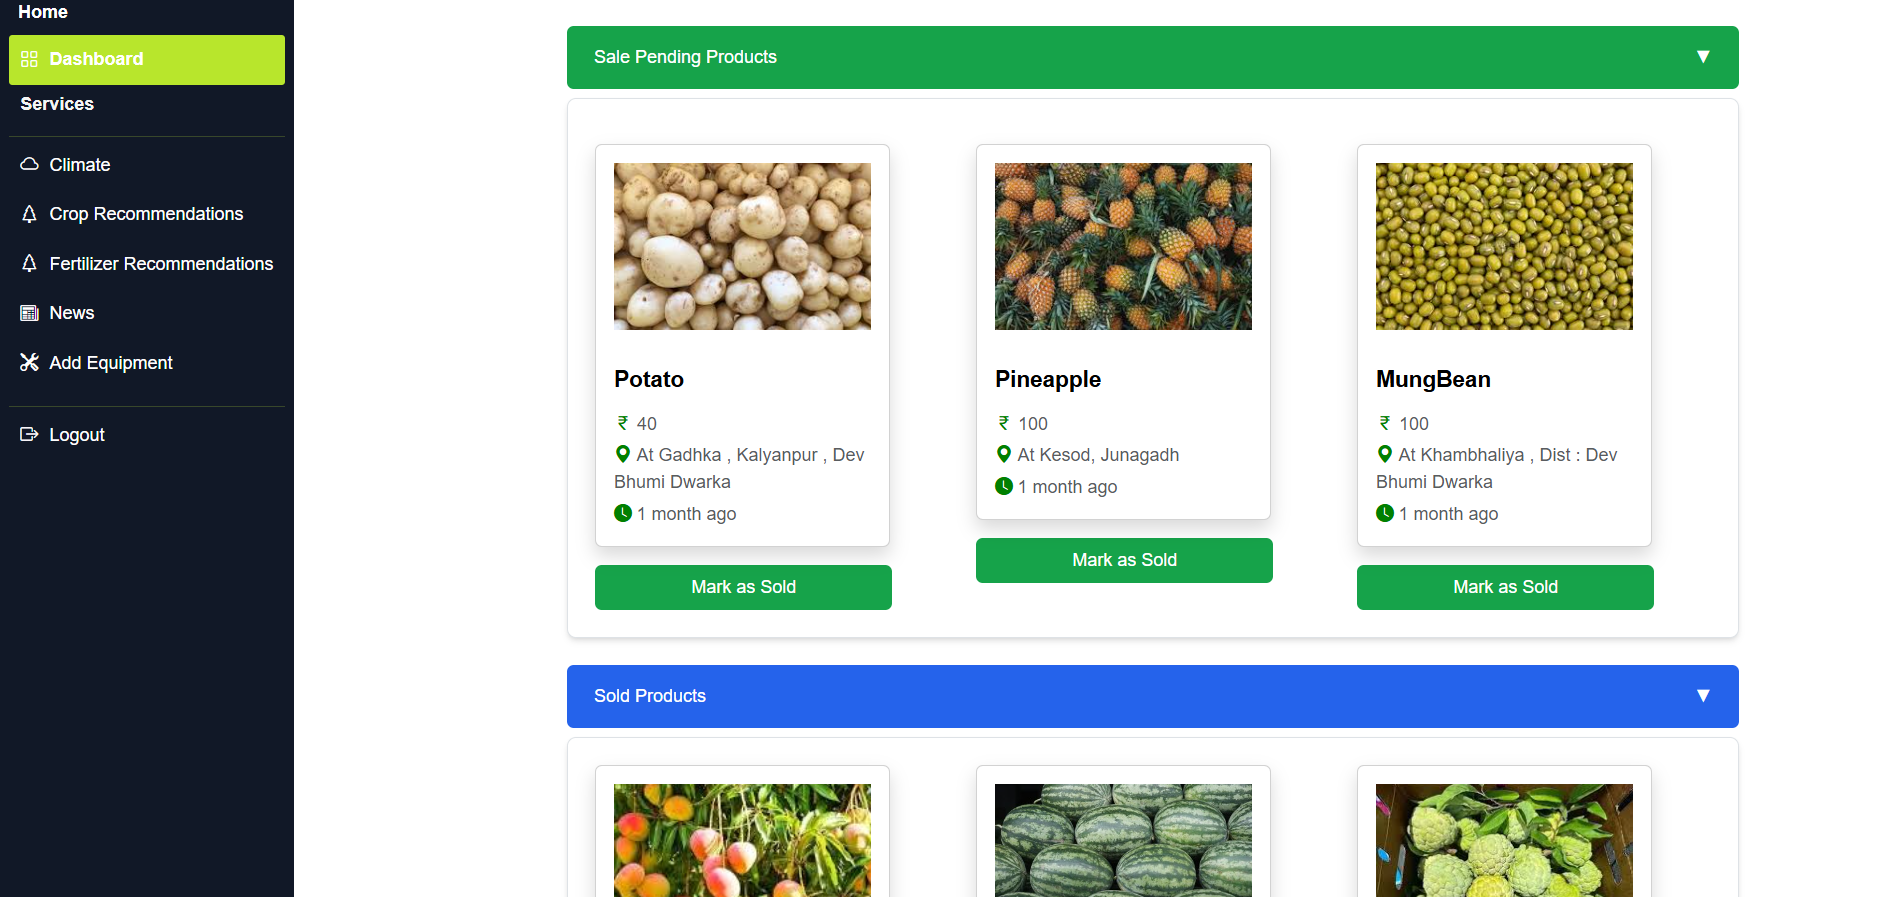 Home
Dashboard
Services
Climate
Crop Recommendations
Fertilizer Recommendations
News
Add Equipment
Logout
Sale Pending Products ▼
Potato
₹ 40
At Gadhka , Kalyanpur , Dev
Bhumi Dwarka
1 month ago
Mark as Sold
Pineapple
₹ 100
At Kesod, Junagadh
1 month ago
Mark as Sold
MungBean
₹ 100
At Khambhaliya , Dist : Dev
Bhumi Dwarka
1 month ago
Mark as Sold
Sold Products ▼